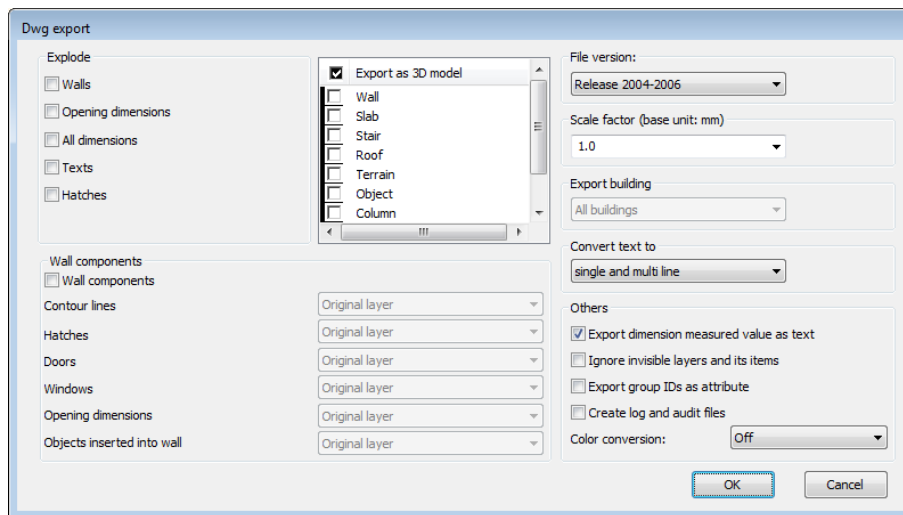 Dwg export
Explode
Walls
Opening dimensions
All dimensions
Texts
Hatches
Export as 3D model
Wall
Slab
Stair
Roof
Terrain
Object
Column
File version:
Release 2004-2006
Scale factor (base unit: mm)
1.0
Export building
All buildings
Convert text to
single and multi line
Wall components
Wall components
Contour lines Original layer
Hatches Original layer
Doors Original layer
Windows Original layer
Opening dimensions Original layer
Objects inserted into wall Original layer
Others
Export dimension measured value as text
Ignore invisible layers and its items
Export group IDs as attribute
Create log and audit files
Color conversion: Off
OK Cancel